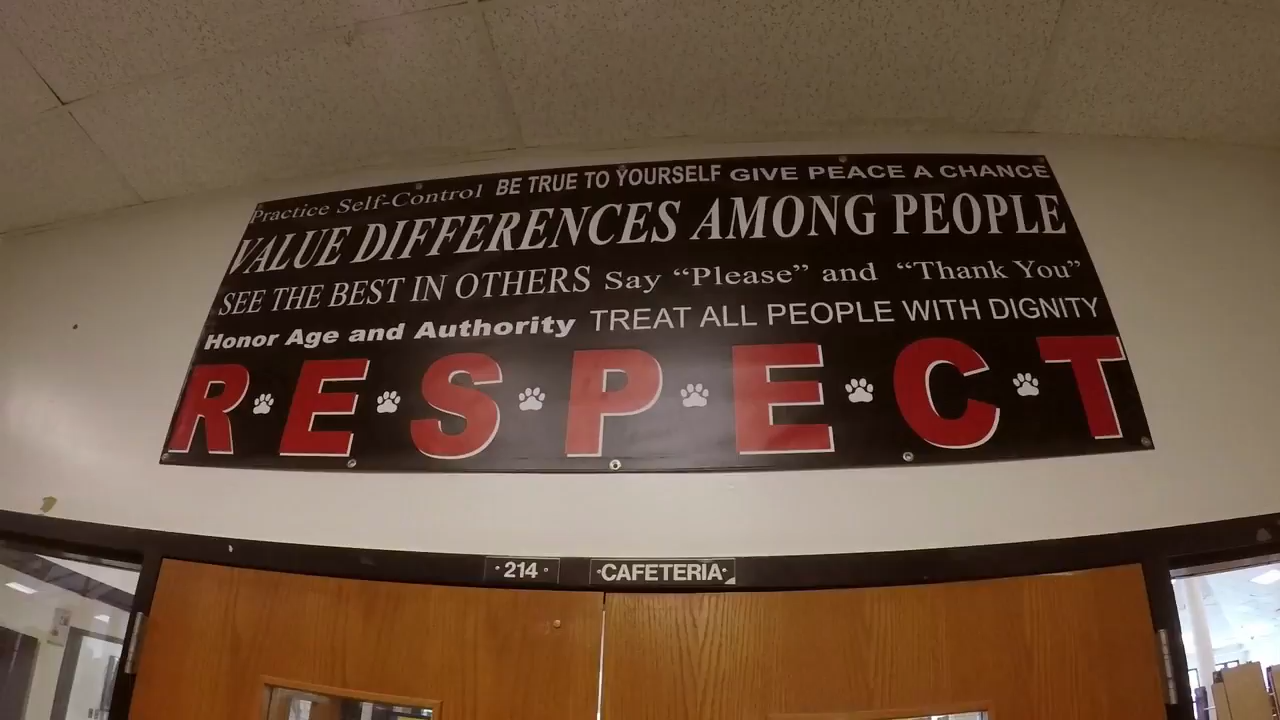 Practice Self-Control BE TRUE TO YOURSELF GIVE PEACE A CHANCE
VALUE DIFFERENCES AMONG PEOPLE
SEE THE BEST IN OTHERS Say “Please” and “Thank You”
Honor Age and Authority TREAT ALL PEOPLE WITH DIGNITY
RESPECT
214 CAFETERIA